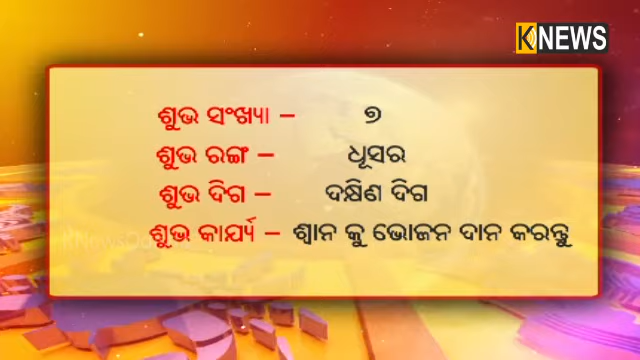 KNEWS
ଶୁଭ ସଂଖ୍ୟା – ୭
ଶୁଭ ରଙ୍ଗ – ଧୂସର
ଶୁଭ ଦିଗ – ଦକ୍ଷିଣ ଦିଗ
ଶୁଭ କାର୍ଯ୍ୟ – ଶ୍ୱାନ କୁ ଭୋଜନ ଦାନ କରନ୍ତୁ